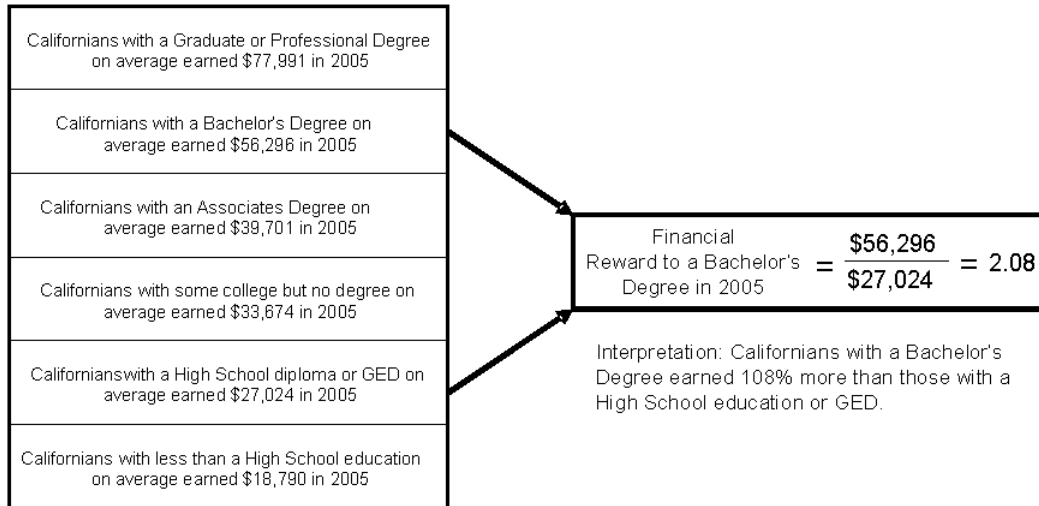 Californians with a Graduate or Professional Degree
on average earned $77,991 in 2005
Californians with a Bachelor's Degree on
average earned $56,296 in 2005
Californians with an Associates Degree on
average earned $39,701 in 2005
Californians with some college but no degree on
average earned $33,674 in 2005
Californianswith a High School diploma or GED on
average earned $27,024 in 2005
Californians with less than a High School education
on average earned $18,790 in 2005
Financial
Reward to a Bachelor's
Degree in 2005
= $56,296 / $27,024 = 2.08
Interpretation: Californians with a Bachelor's
Degree earned 108% more than those with a
High School education or GED.